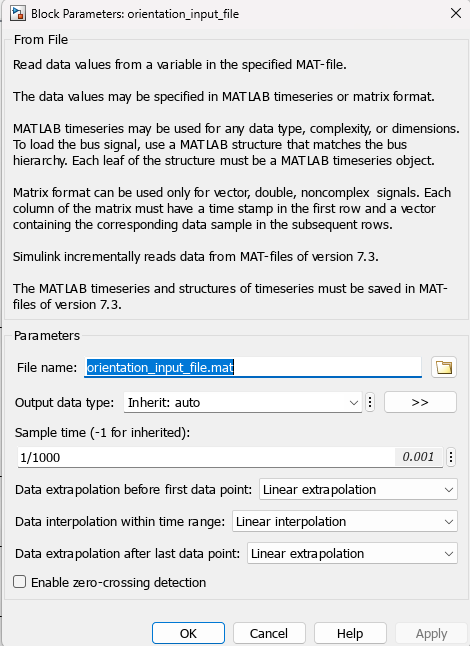 Block Parameters: orientation_input_file
From File
Read data values from a variable in the specified MAT-file.
The data values may be specified in MATLAB timeseries or matrix format.
MATLAB timeseries may be used for any data type, complexity, or dimensions.
To load the bus signal, use a MATLAB structure that matches the bus
hierarchy. Each leaf of the structure must be a MATLAB timeseries object.
Matrix format can be used only for vector, double, noncomplex  signals. Each
column of the matrix must have a time stamp in the first row and a vector
containing the corresponding data sample in the subsequent rows.
Simulink incrementally reads data from MAT-files of version 7.3.
The MATLAB timeseries and structures of timeseries must be saved in MAT-
files of version 7.3.
Parameters
File name: orientation_input_file.mat
Output data type: Inherit: auto >>
Sample time (-1 for inherited):
1/1000 0.001
Data extrapolation before first data point: Linear extrapolation
Data interpolation within time range: Linear interpolation
Data extrapolation after last data point: Linear extrapolation
Enable zero-crossing detection
OK Cancel Help Apply